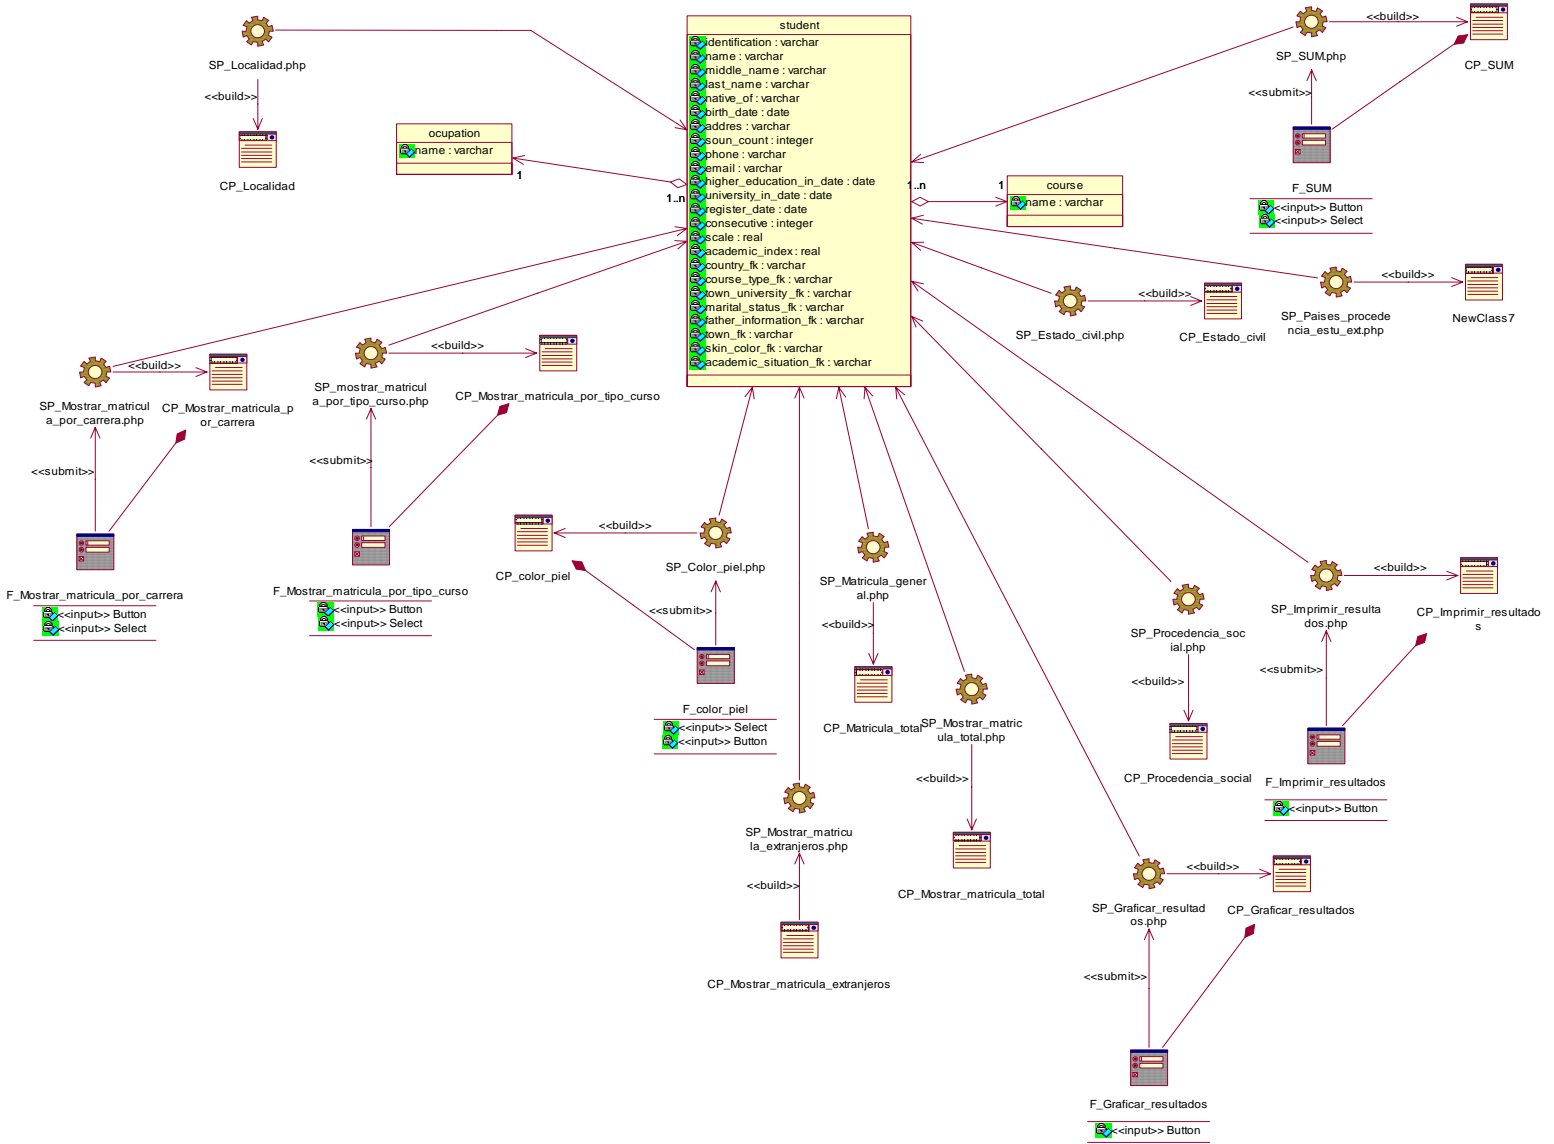 student
identification : varchar
name : varchar
middle_name : varchar
last_name : varchar
native_of : varchar
birth_date : date
addres : varchar
soun_count : integer
phone : varchar
email : varchar
higher_education_in_date : date
university_in_date : date
register_date : date
consecutive : integer
scale : real
academic_index : real
country_fk : varchar
course_type_fk : varchar
town_university_fk : varchar
marital_status_fk : varchar
father_information_fk : varchar
town_fk : varchar
skin_color_fk : varchar
academic_situation_fk : varchar
SP_Localidad.php
<<build>>
CP_Localidad
ocupation
name : varchar
1
1..n
1..n
1
course
name : varchar
<<build>>
SP_SUM.php
CP_SUM
<<submit>>
F_SUM
<<input>> Button
<<input>> Select
<<build>>
SP_Paises_procede
ncia_estu_ext.php
NewClass7
<<build>>
SP_Estado_civil.php
CP_Estado_civil
<<build>>
SP_Mostrar_matricul
a_por_carrera.php
CP_Mostrar_matricula_p
or_carrera
<<submit>>
F_Mostrar_matricula_por_carrera
<<input>> Button
<<input>> Select
<<build>>
SP_mostrar_matricul
a_por_tipo_curso.php
CP_Mostrar_matricula_por_tipo_curso
<<submit>>
F_Mostrar_matricula_por_tipo_curso
<<input>> Button
<<input>> Select
<<build>>
CP_color_piel
SP_Color_piel.php
<<submit>>
F_color_piel
<<input>> Select
<<input>> Button
SP_Matricula_gener
al.php
<<build>>
CP_Matricula_total
SP_Mostrar_matric
ula_total.php
<<build>>
CP_Mostrar_matricula_total
SP_Mostrar_matricu
la_extranjeros.php
<<build>>
CP_Mostrar_matricula_extranjeros
SP_Procedencia_soc
ial.php
<<build>>
CP_Procedencia_social
<<build>>
SP_Imprimir_resulta
dos.php
CP_Imprimir_resultado
s
<<submit>>
F_Imprimir_resultados
<<input>> Button
<<build>>
SP_Graficar_resultad
os.php
CP_Graficar_resultados
<<submit>>
F_Graficar_resultados
<<input>> Button